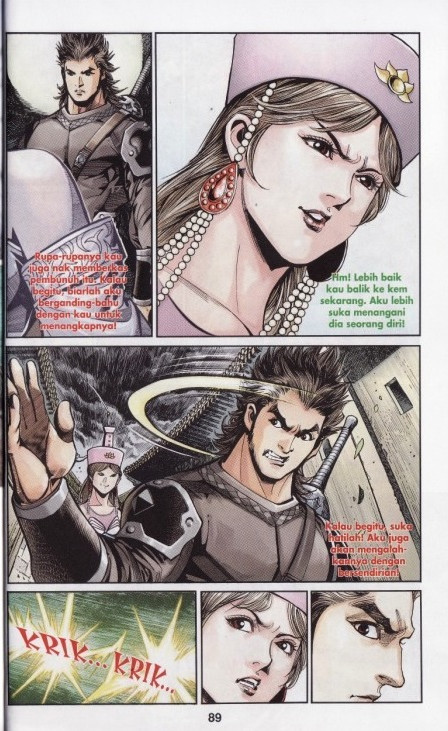 Rupa-rupanya kau
juga nak memberkas
pembunuh itu. Kalau
begitu, biarlah aku
berganding-bahu
dengan kau untuk
menangkapnya!
Hm! Lebih baik
kau balik ke kem
sekarang. Aku lebih
suka menangani
dia seorang diri!
Kalau begitu, suka
hatilah! Aku juga
akan mengalah-
kannya dengan
bersendirian!
KRIK... KRIK...
89